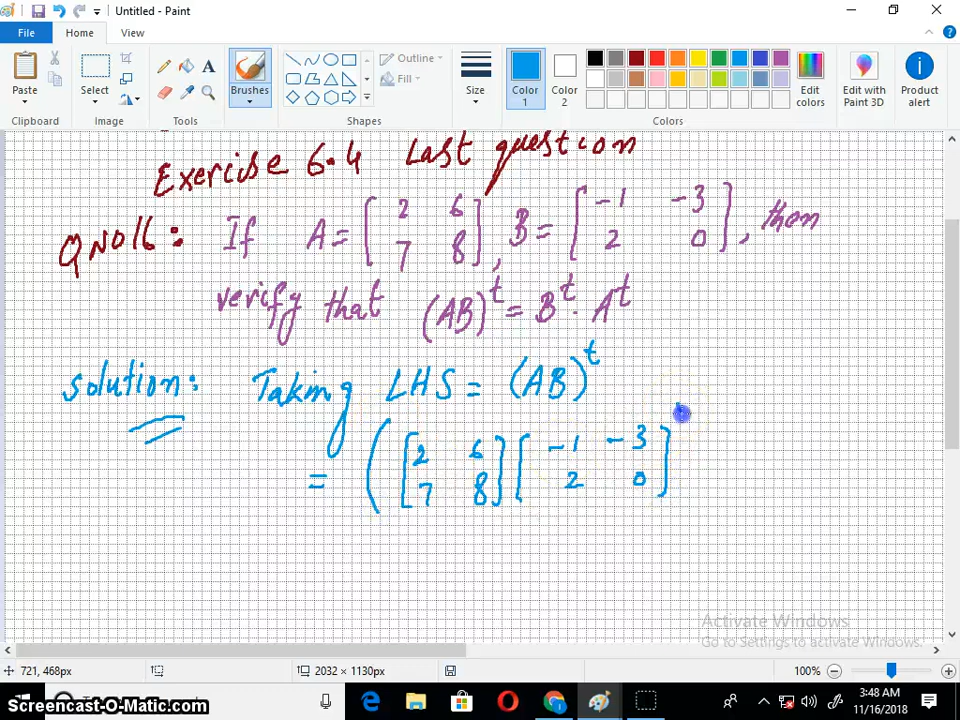 Untitled - Paint
File Home View
Paste Select Brushes Size Color 1 Color 2 Edit colors Edit with Paint 3D Product alert
Outline
Fill
Clipboard Image Tools Shapes Colors
Exercise 6.4 Last question
QNo16: If A = [2 6 7 8], B = [-1 -3 2 0], then
verify that (AB)^t = B^t . A^t
Solution: Taking LHS = (AB)^t
= ([2 6 7 8] [-1 -3 2 0]
Activate Windows
Go to Settings to activate Windows.
721, 468px 2032 × 1130px 100%
Screencast-O-Matic.com
3:48 AM
11/16/2018